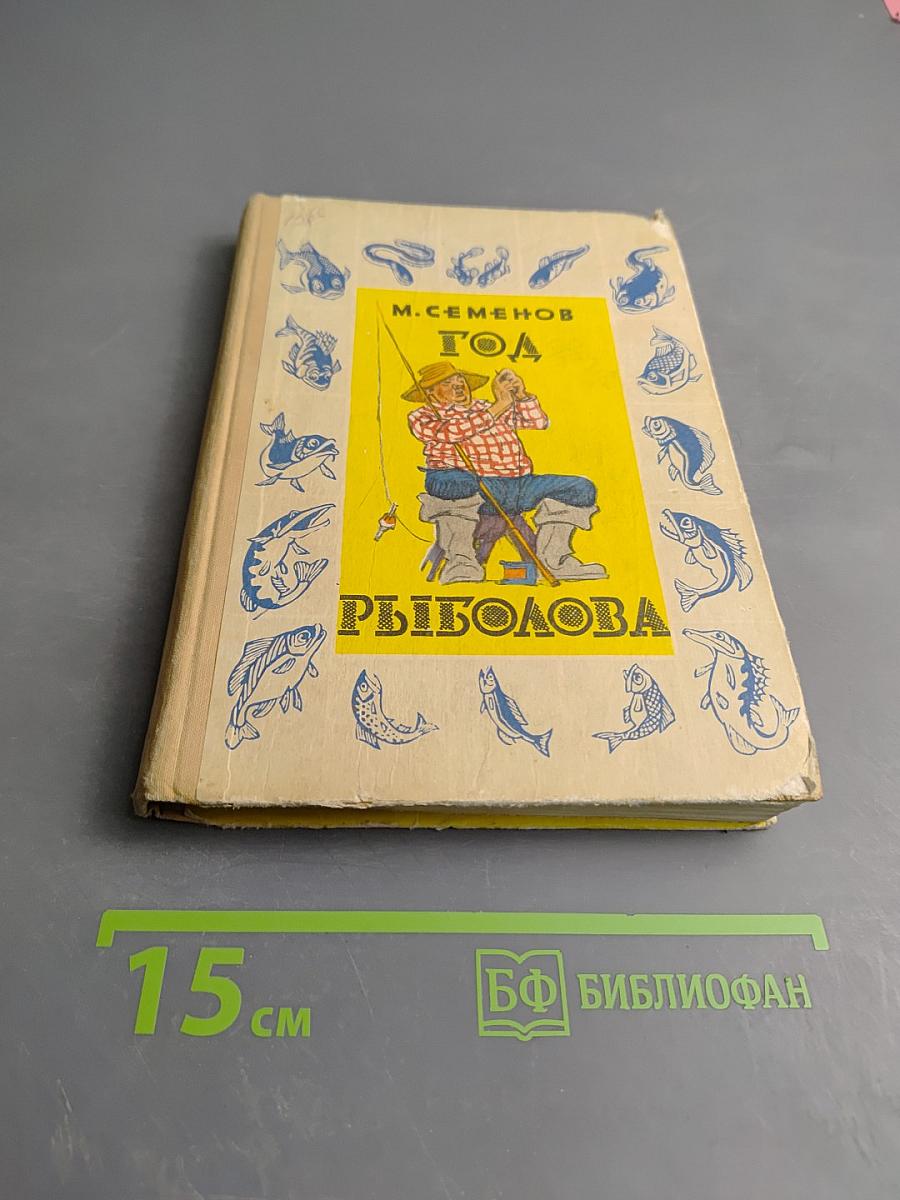 М. СЕМЕНОВ
ГОД
РЫБОЛОВА
15 см
БФ БИБЛИОФАН